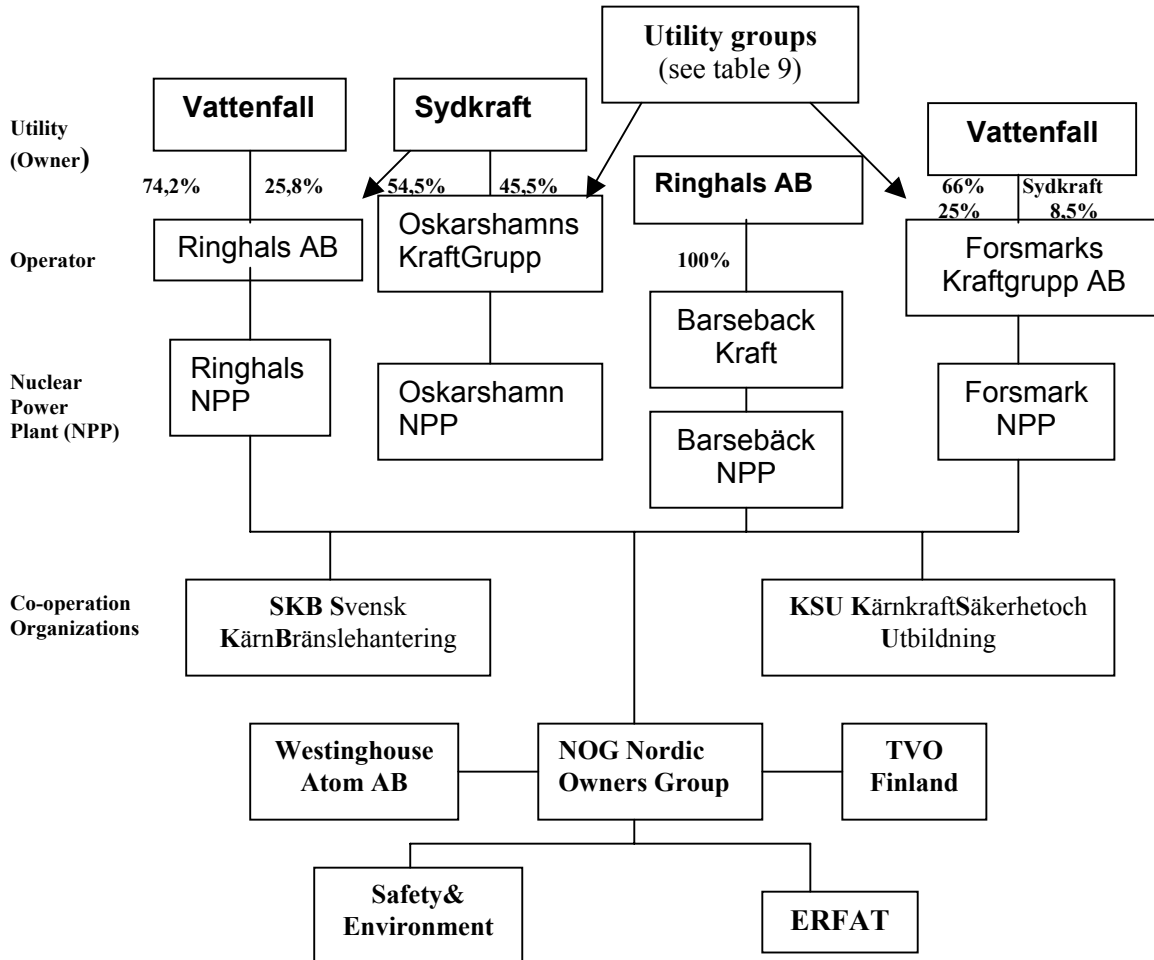 Utility groups
(see table 9)
Vattenfall
Sydkraft
Vattenfall
Utility
(Owner)
Ringhals AB
74,2%
25,8%
54,5%
45,5%
66%
Sydkraft
25%
8,5%
Operator
Ringhals AB
Oskarshamns
KraftGrupp
100%
Forsmarks
Kraftgrupp AB
Barseback
Kraft
Nuclear
Power
Plant (NPP)
Ringhals
NPP
Oskarshamn
NPP
Barsebäck
NPP
Forsmark
NPP
Co-operation
Organizations
SKB Svensk
KärnBränslehantering
KSU KärnkraftSäkerhetoch
Utbildning
Westinghouse
Atom AB
NOG Nordic
Owners Group
TVO
Finland
Safety&
Environment
ERFAT